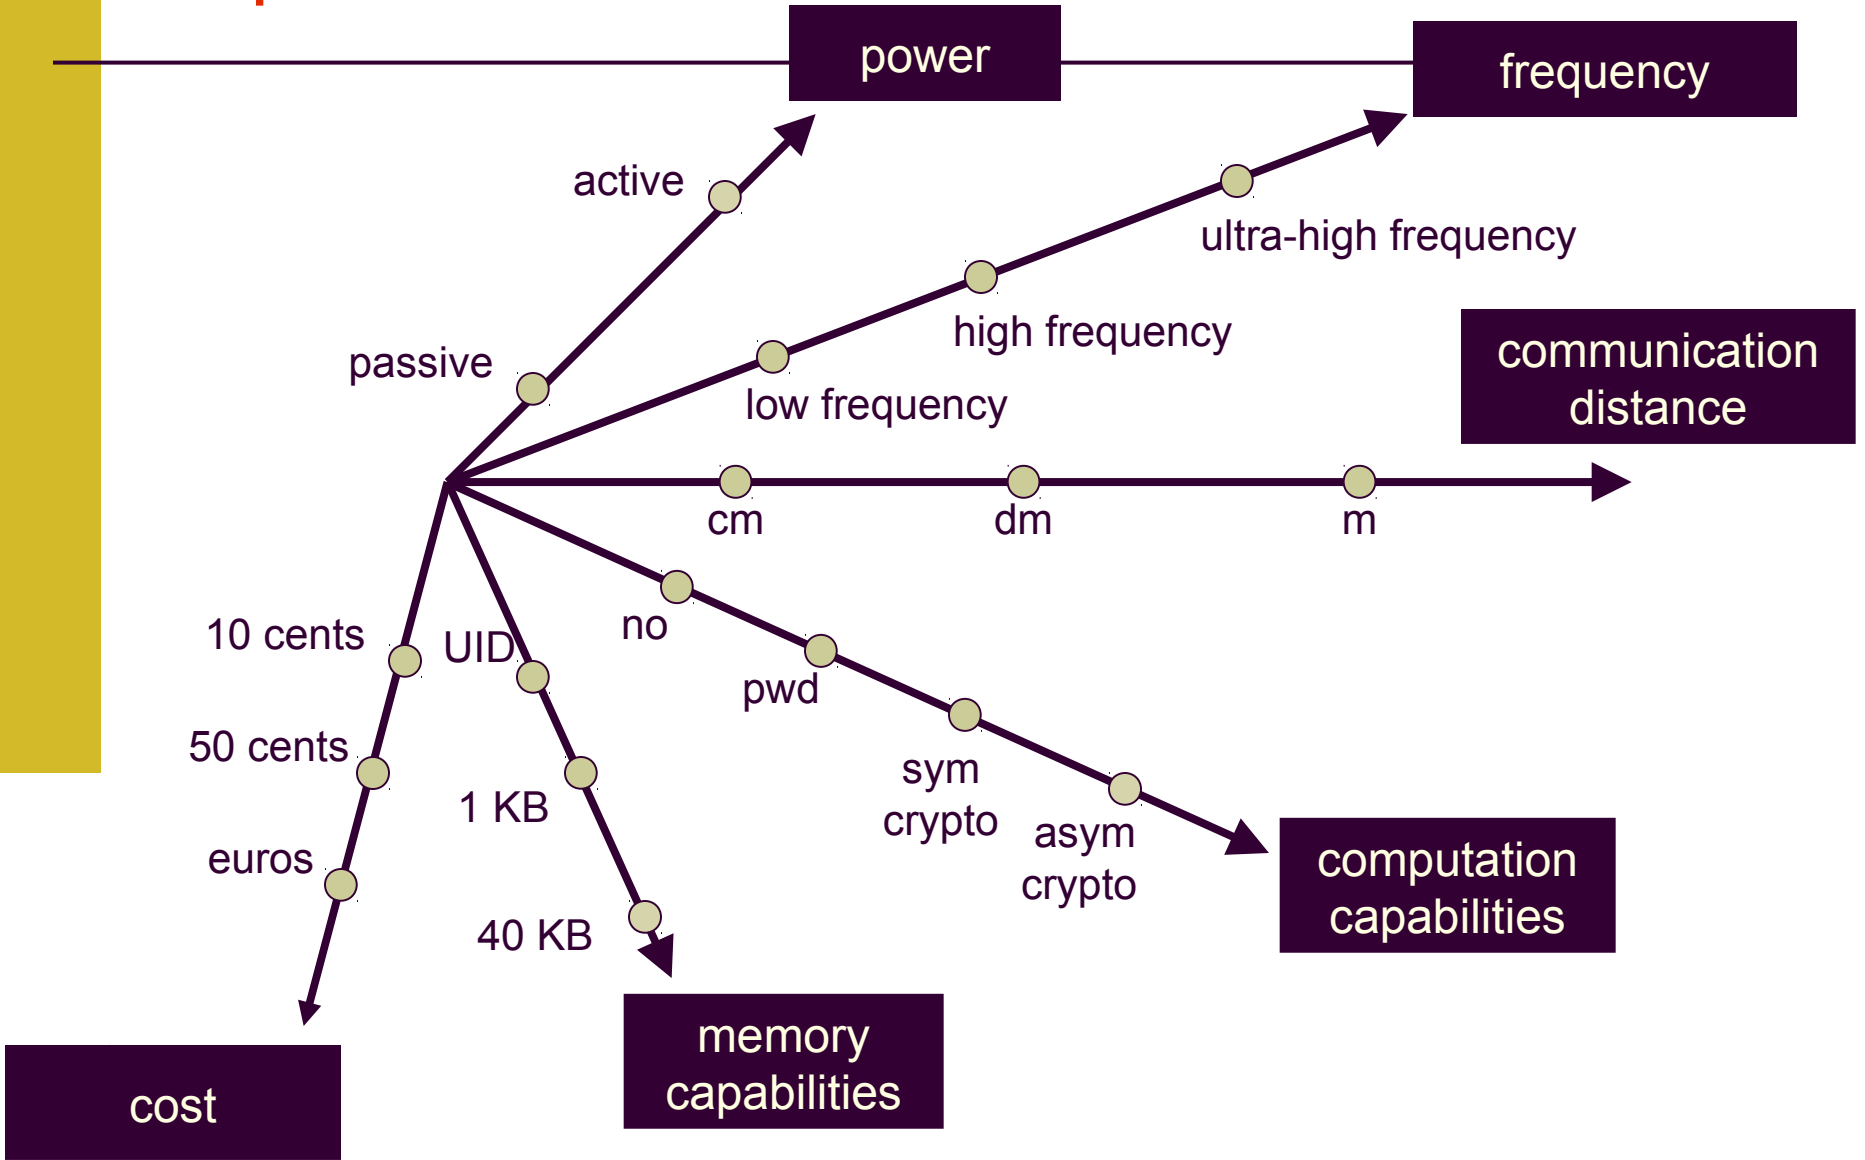 power
frequency
active
ultra-high frequency
high frequency
communication
distance
passive
low frequency
cm
dm
m
10 cents
UID
no
pwd
50 cents
sym
crypto
1 KB
asym
crypto
euros
computation
capabilities
40 KB
memory
capabilities
cost